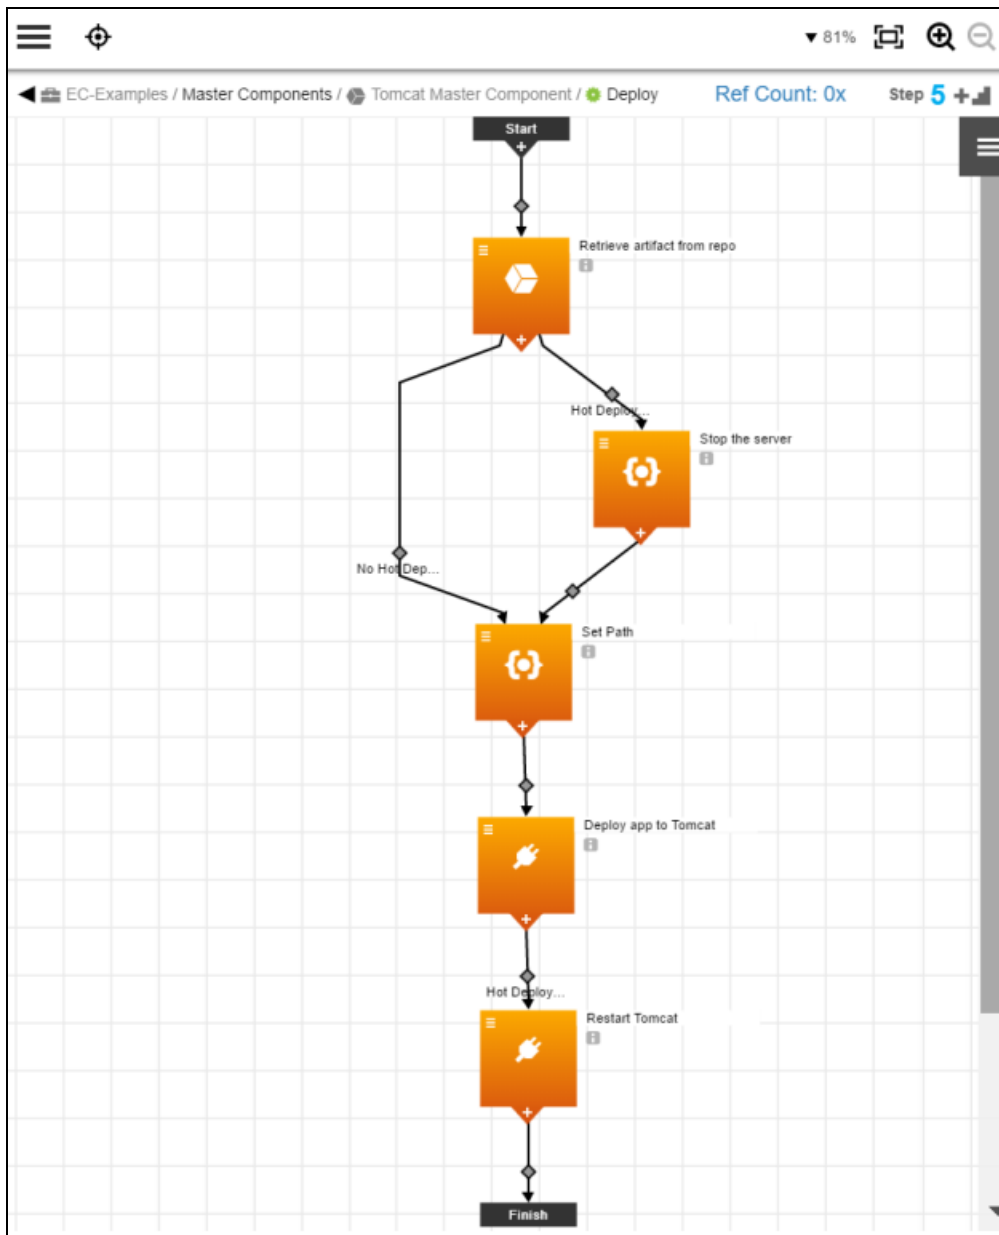 81%
EC-Examples / Master Components / Tomcat Master Component / Deploy Ref Count: 0x Step 5
Start
Retrieve artifact from repo
Hot Deploy...
Stop the server
No Hot Dep...
Set Path
Deploy app to Tomcat
Hot Deploy...
Restart Tomcat
Finish